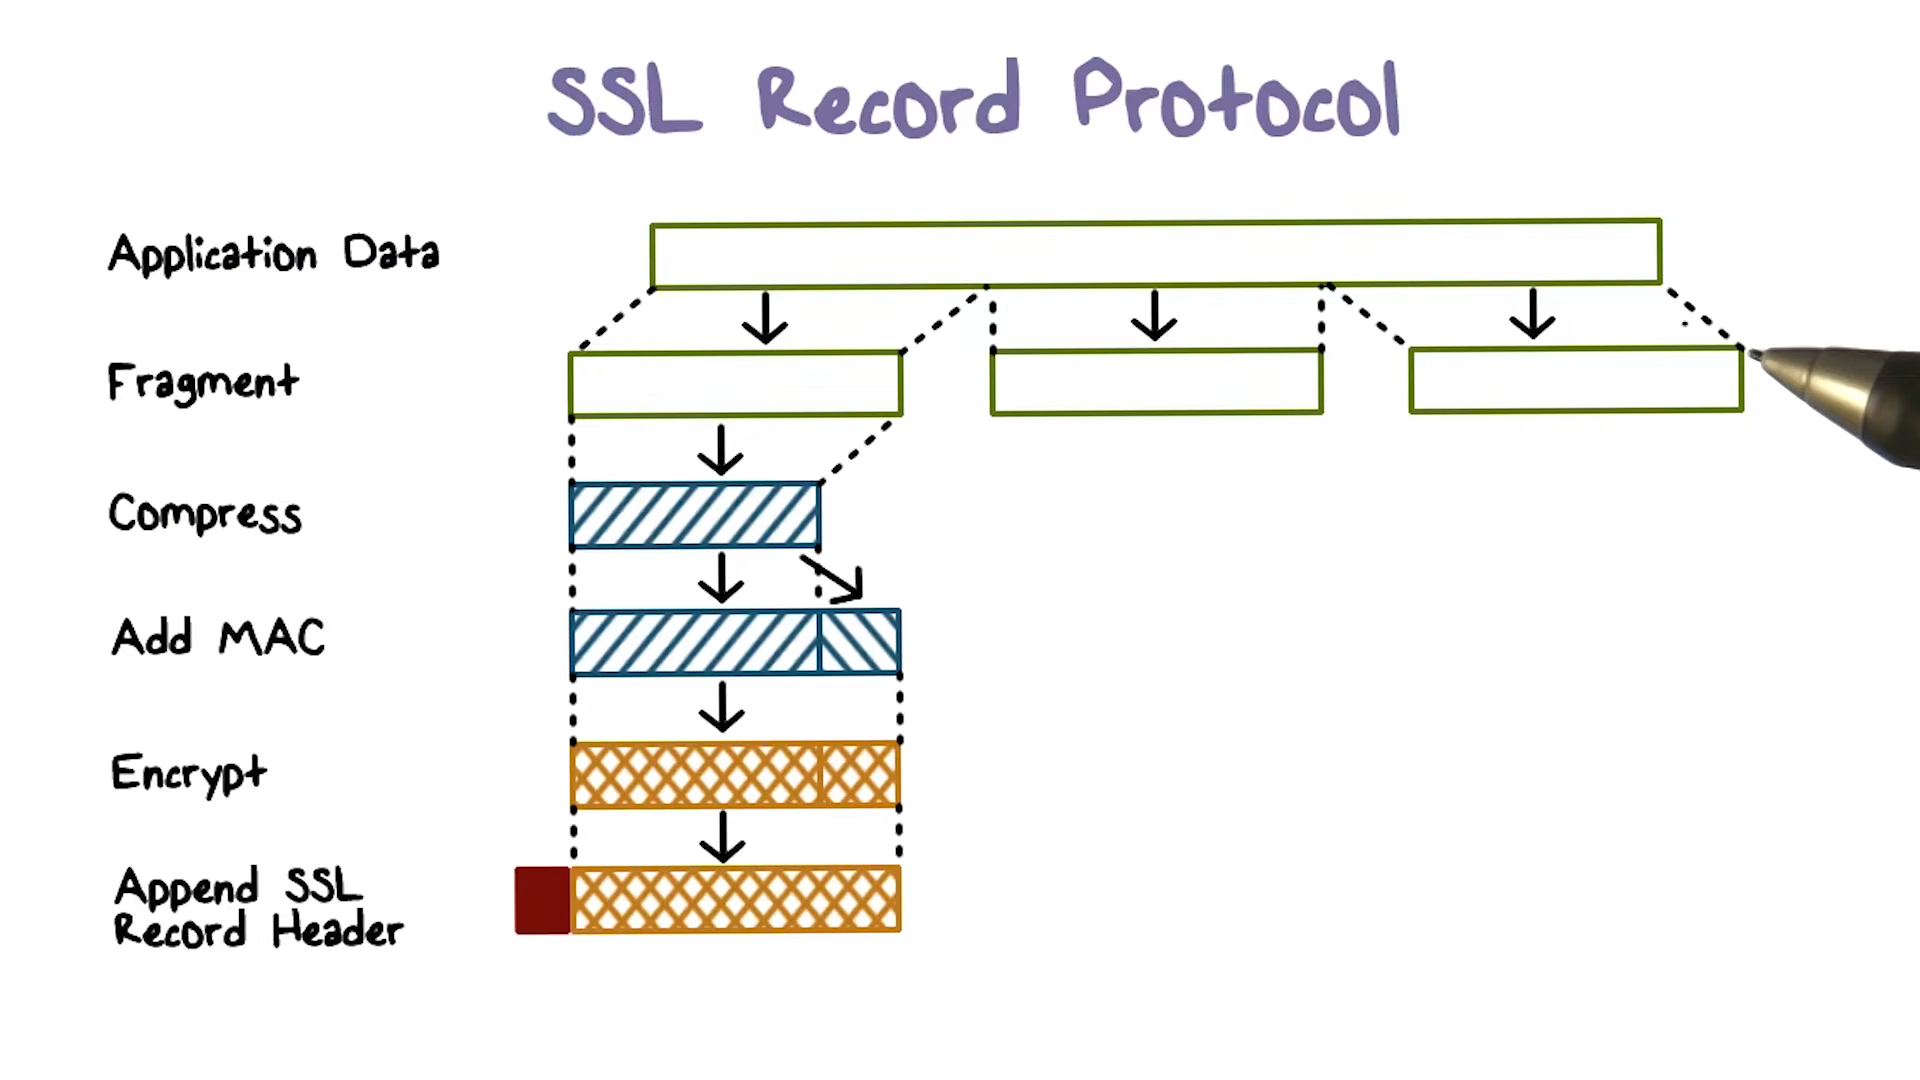 SSL Record Protocol
Application Data
Fragment
Compress
Add MAC
Encrypt
Append SSL
Record Header